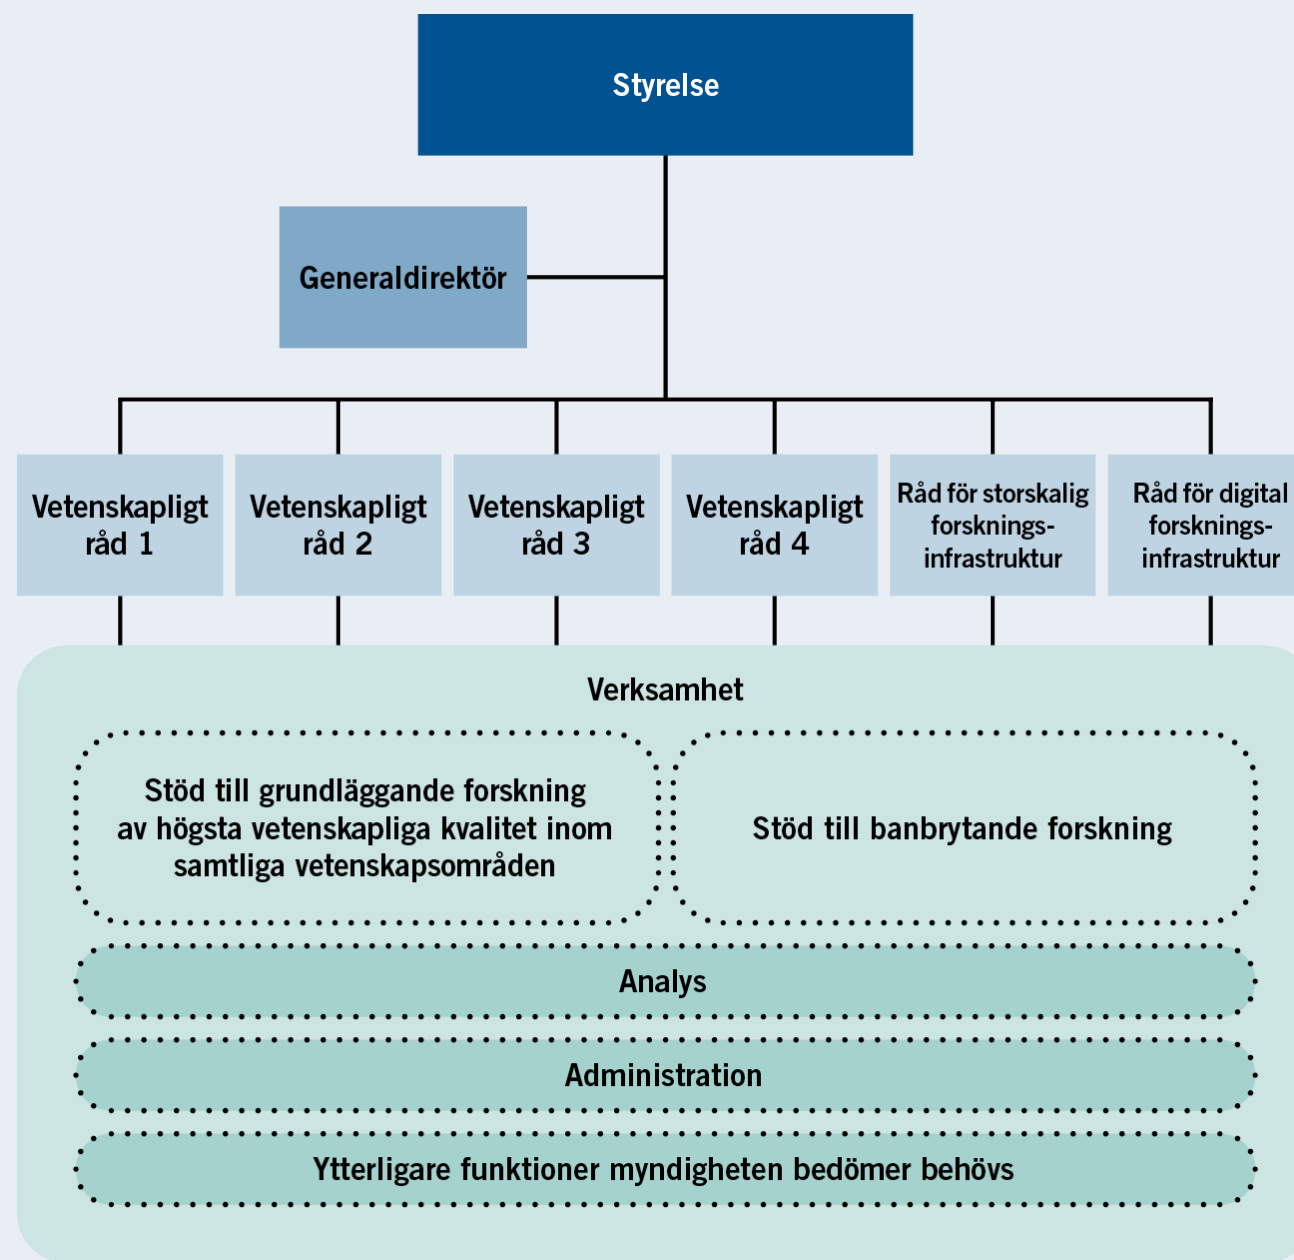 Styrelse
Generaldirektör
Vetenskapligt
råd 1
Vetenskapligt
råd 2
Vetenskapligt
råd 3
Vetenskapligt
råd 4
Råd för storskalig
forsknings-
infrastruktur
Råd för digital
forsknings-
infrastruktur
Verksamhet
Stöd till grundläggande forskning
av högsta vetenskapliga kvalitet inom
samtliga vetenskapsområden
Stöd till banbrytande forskning
Analys
Administration
Ytterligare funktioner myndigheten bedömer behövs